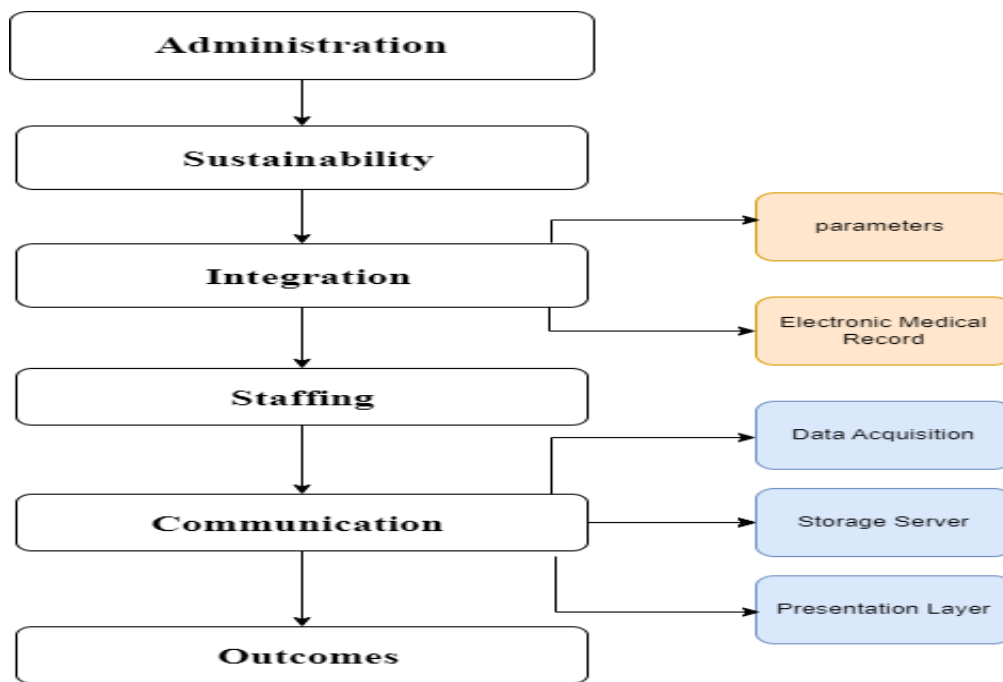 Administration
Sustainability
parameters
Integration
Electronic Medical
Record
Staffing
Data Acquisition
Communication
Storage Server
Presentation Layer
Outcomes